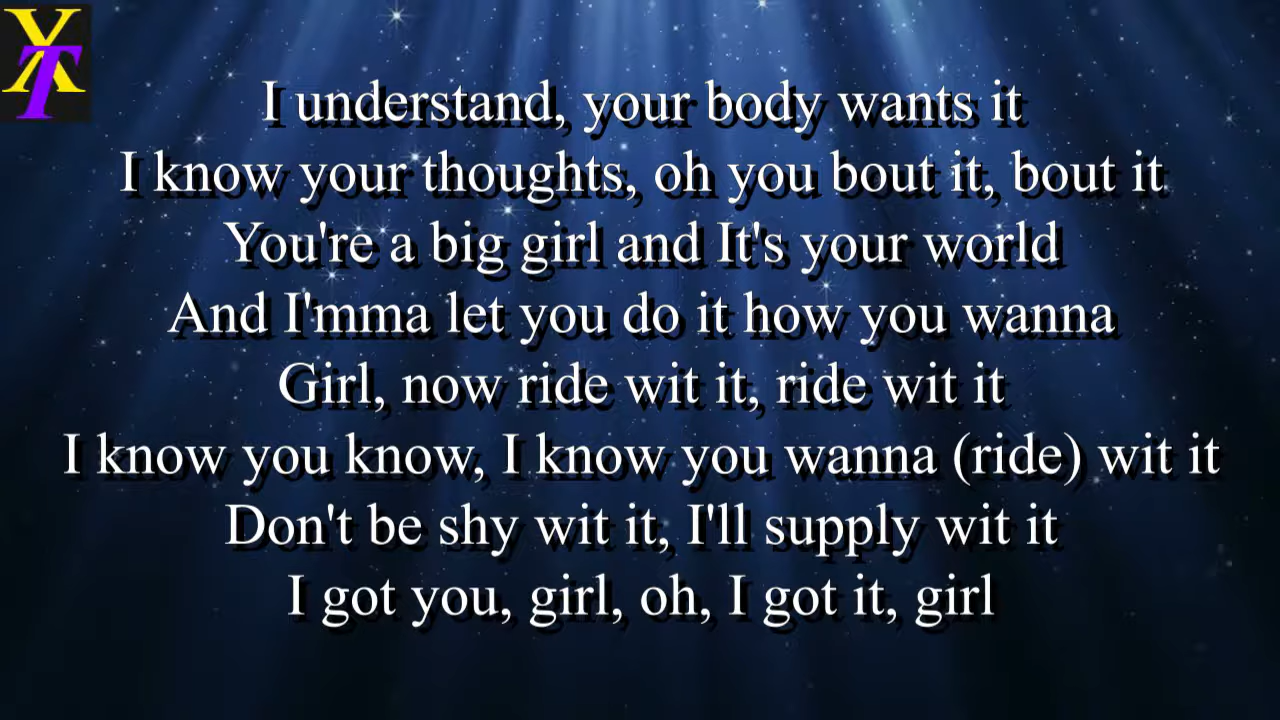 XT
I understand, your body wants it
I know your thoughts, oh you bout it, bout it
You're a big girl and It's your world
And I'mma let you do it how you wanna
Girl, now ride wit it, ride wit it
I know you know, I know you wanna (ride) wit it
Don't be shy wit it, I'll supply wit it
I got you, girl, oh, I got it, girl